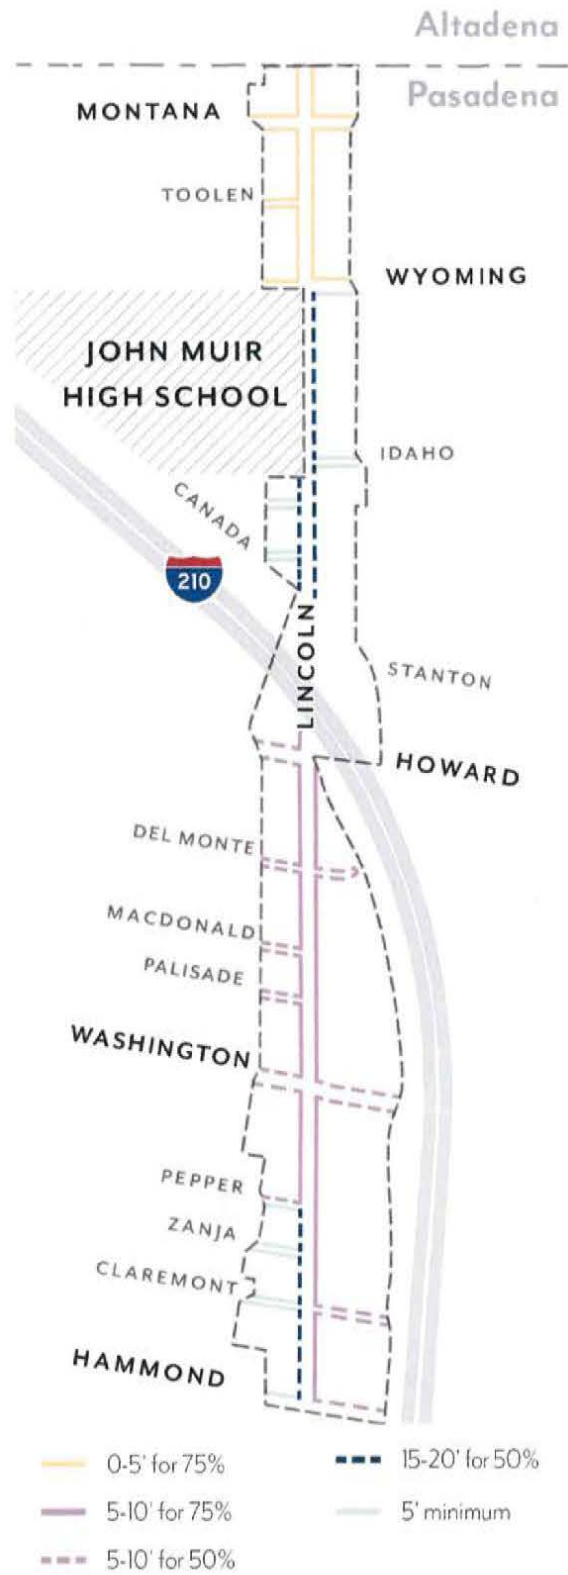 Altadena
Pasadena
MONTANA
TOOLEN
WYOMING
JOHN MUIR
HIGH SCHOOL
IDAHO
CANADA
210
LINCOLN
STANTON
HOWARD
DEL MONTE
MACDONALD
PALISADE
WASHINGTON
PEPPER
ZANJA
CLAREMONT
HAMMOND
0-5' for 75%
5-10' for 75%
5-10' for 50%
15-20' for 50%
5' minimum